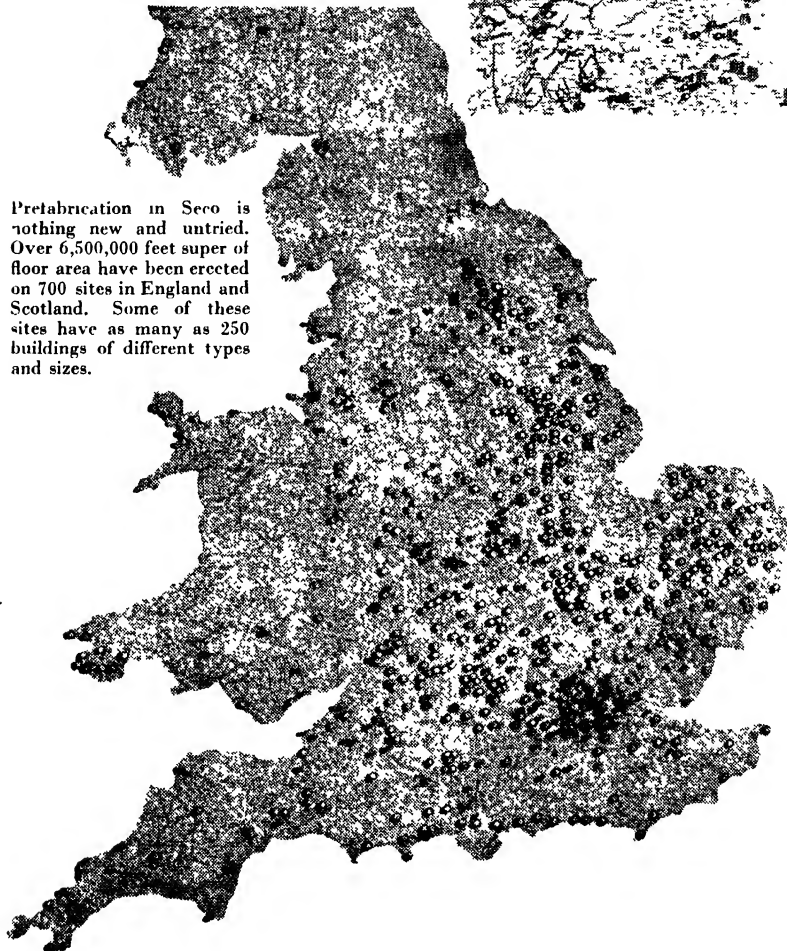 Prefabrication in Seco is
nothing new and untried.
Over 6,500,000 feet super of
floor area have been erected
on 700 sites in England and
Scotland. Some of these
sites have as many as 250
buildings of different types
and sizes.